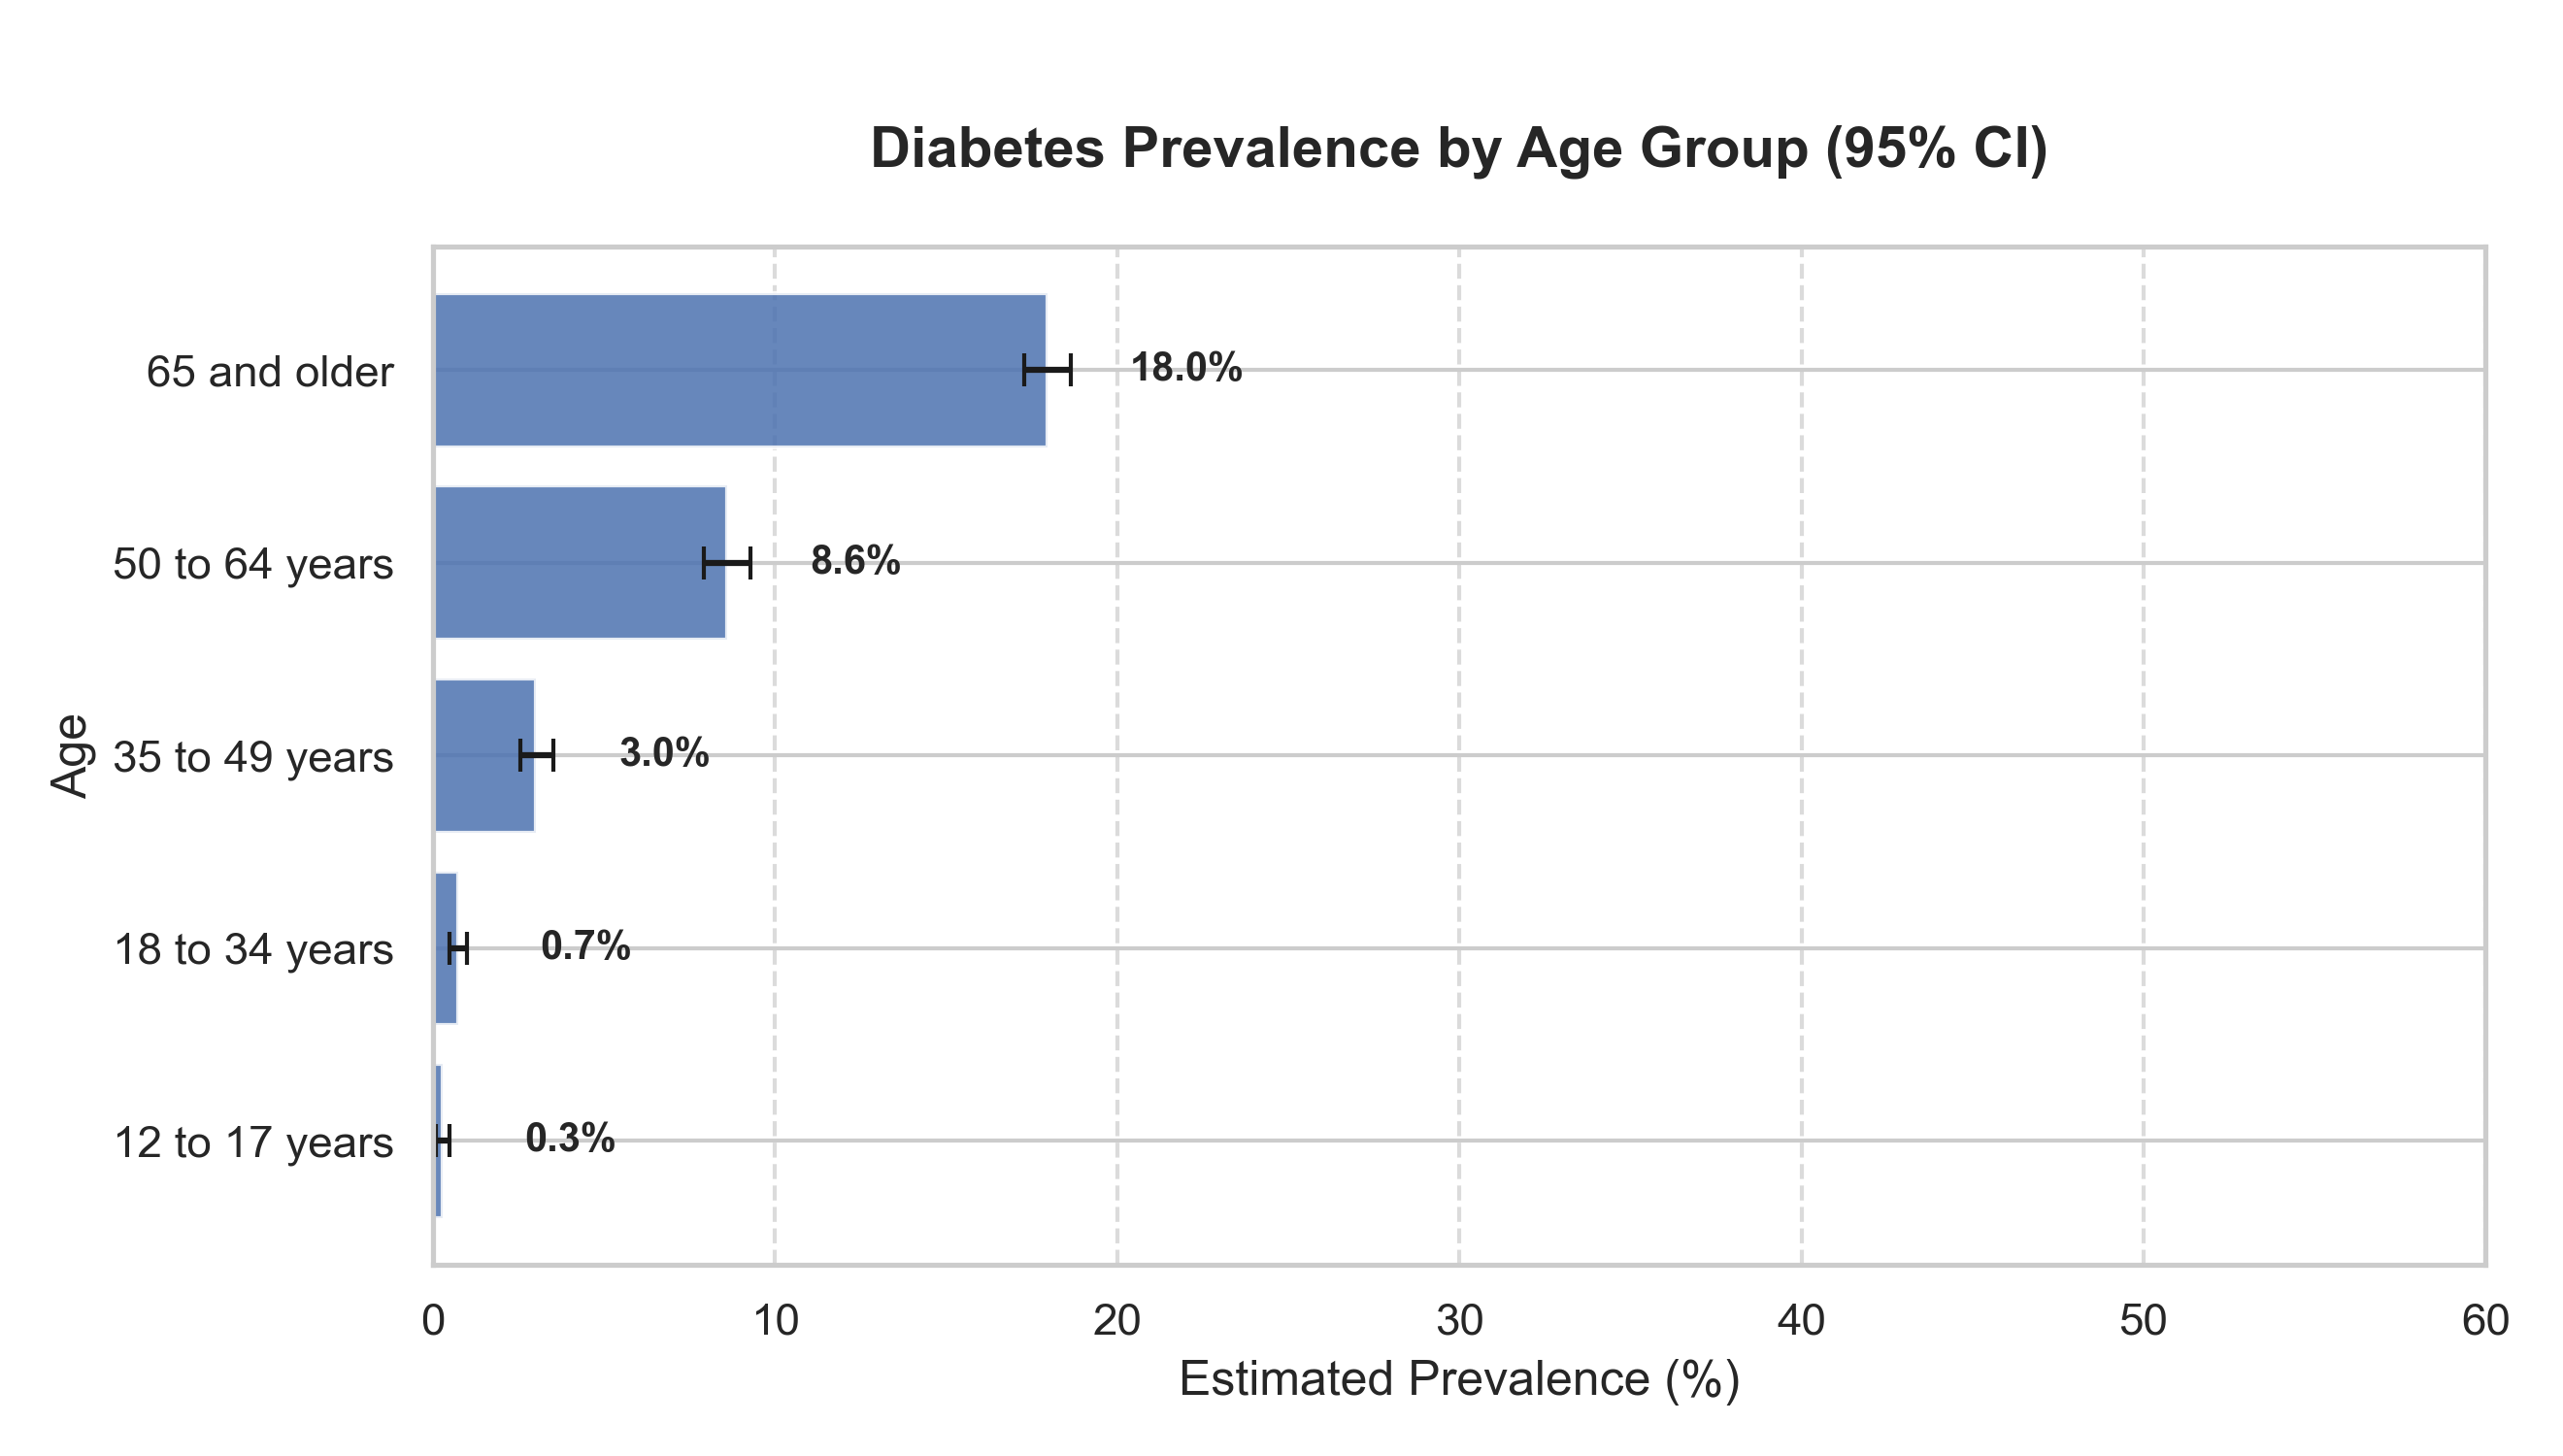 Diabetes Prevalence by Age Group (95% CI)
65 and older
18.0%
50 to 64 years
8.6%
Age
35 to 49 years
3.0%
18 to 34 years
0.7%
12 to 17 years
0.3%
0 10 20 30 40 50 60
Estimated Prevalence (%)